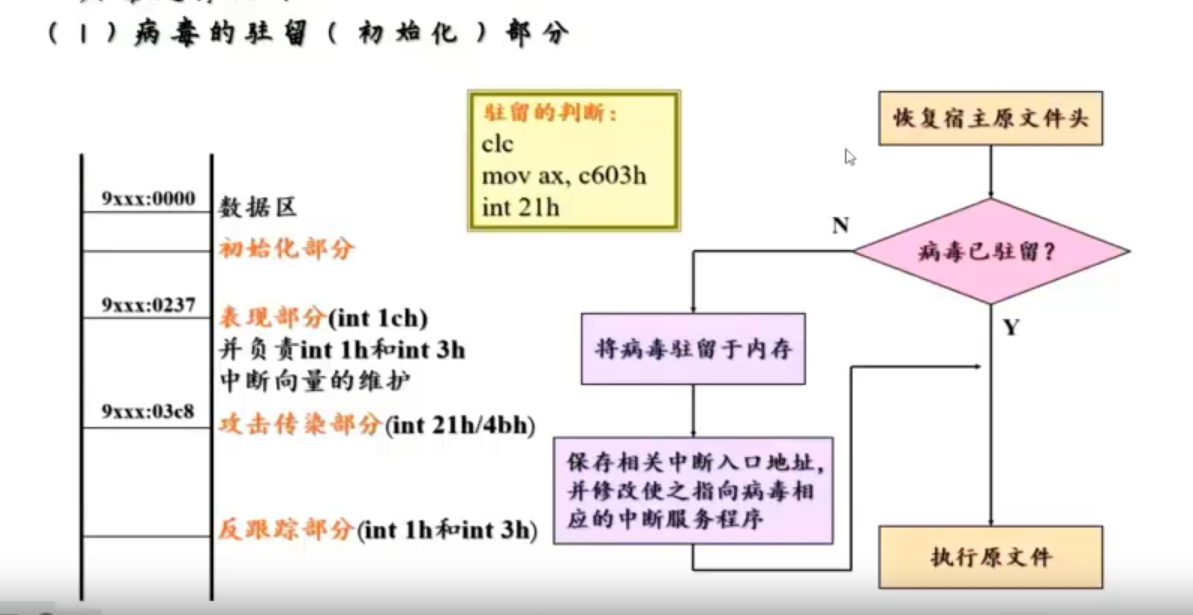 (1)病毒的驻留(初始化)部分
驻留的判断:
clc
mov ax, c603h
int 21h
9xxx:0000
数据区
初始化部分
9xxx:0237
表现部分(int 1ch)
并负责int 1h和int 3h
中断向量的维护
9xxx:03c8
攻击传染部分(int 21h/4bh)
反跟踪部分(int 1h和int 3h)
恢复宿主原文件头
病毒已驻留?
N
Y
将病毒驻留于内存
保存相关中断入口地址,
并修改使之指向病毒相
应的中断服务程序
执行原文件